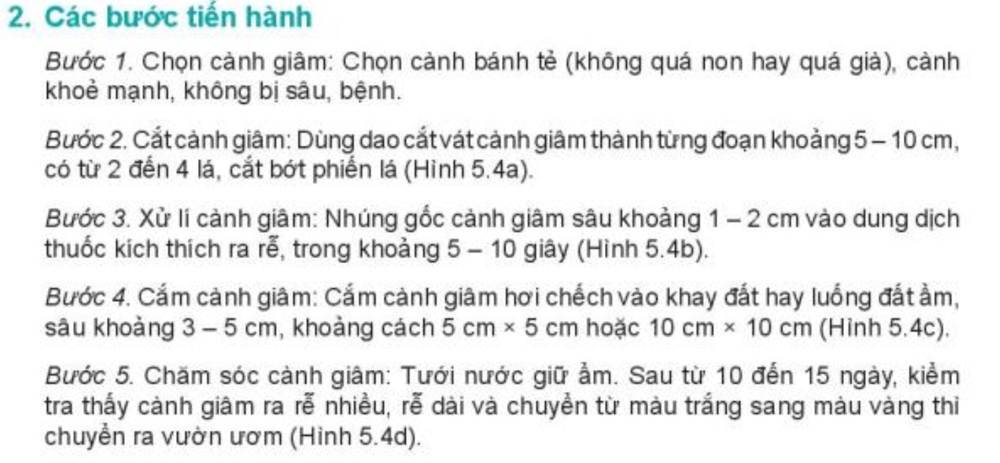 2. Các bước tiến hành
Bước 1. Chọn cành giâm: Chọn cành bánh tẻ (không quá non hay quá già), cành
khoẻ mạnh, không bị sâu, bệnh.
Bước 2. Cắt cành giâm: Dùng dao cắt vát cành giâm thành từng đoạn khoảng 5 – 10 cm,
có từ 2 đến 4 lá, cắt bớt phiến lá (Hình 5.4a).
Bước 3. Xử lí cành giâm: Nhúng gốc cành giâm sâu khoảng 1 – 2 cm vào dung dịch
thuốc kích thích ra rễ, trong khoảng 5 – 10 giây (Hình 5.4b).
Bước 4. Cắm cành giâm: Cắm cành giâm hơi chếch vào khay đất hay luống đất ẩm,
sâu khoảng 3 – 5 cm, khoảng cách 5 cm × 5 cm hoặc 10 cm × 10 cm (Hình 5.4c).
Bước 5. Chăm sóc cành giâm: Tưới nước giữ ẩm. Sau từ 10 đến 15 ngày, kiểm
tra thấy cành giâm ra rễ nhiều, rễ dài và chuyển từ màu trắng sang màu vàng thì
chuyển ra vườn ươm (Hình 5.4d).